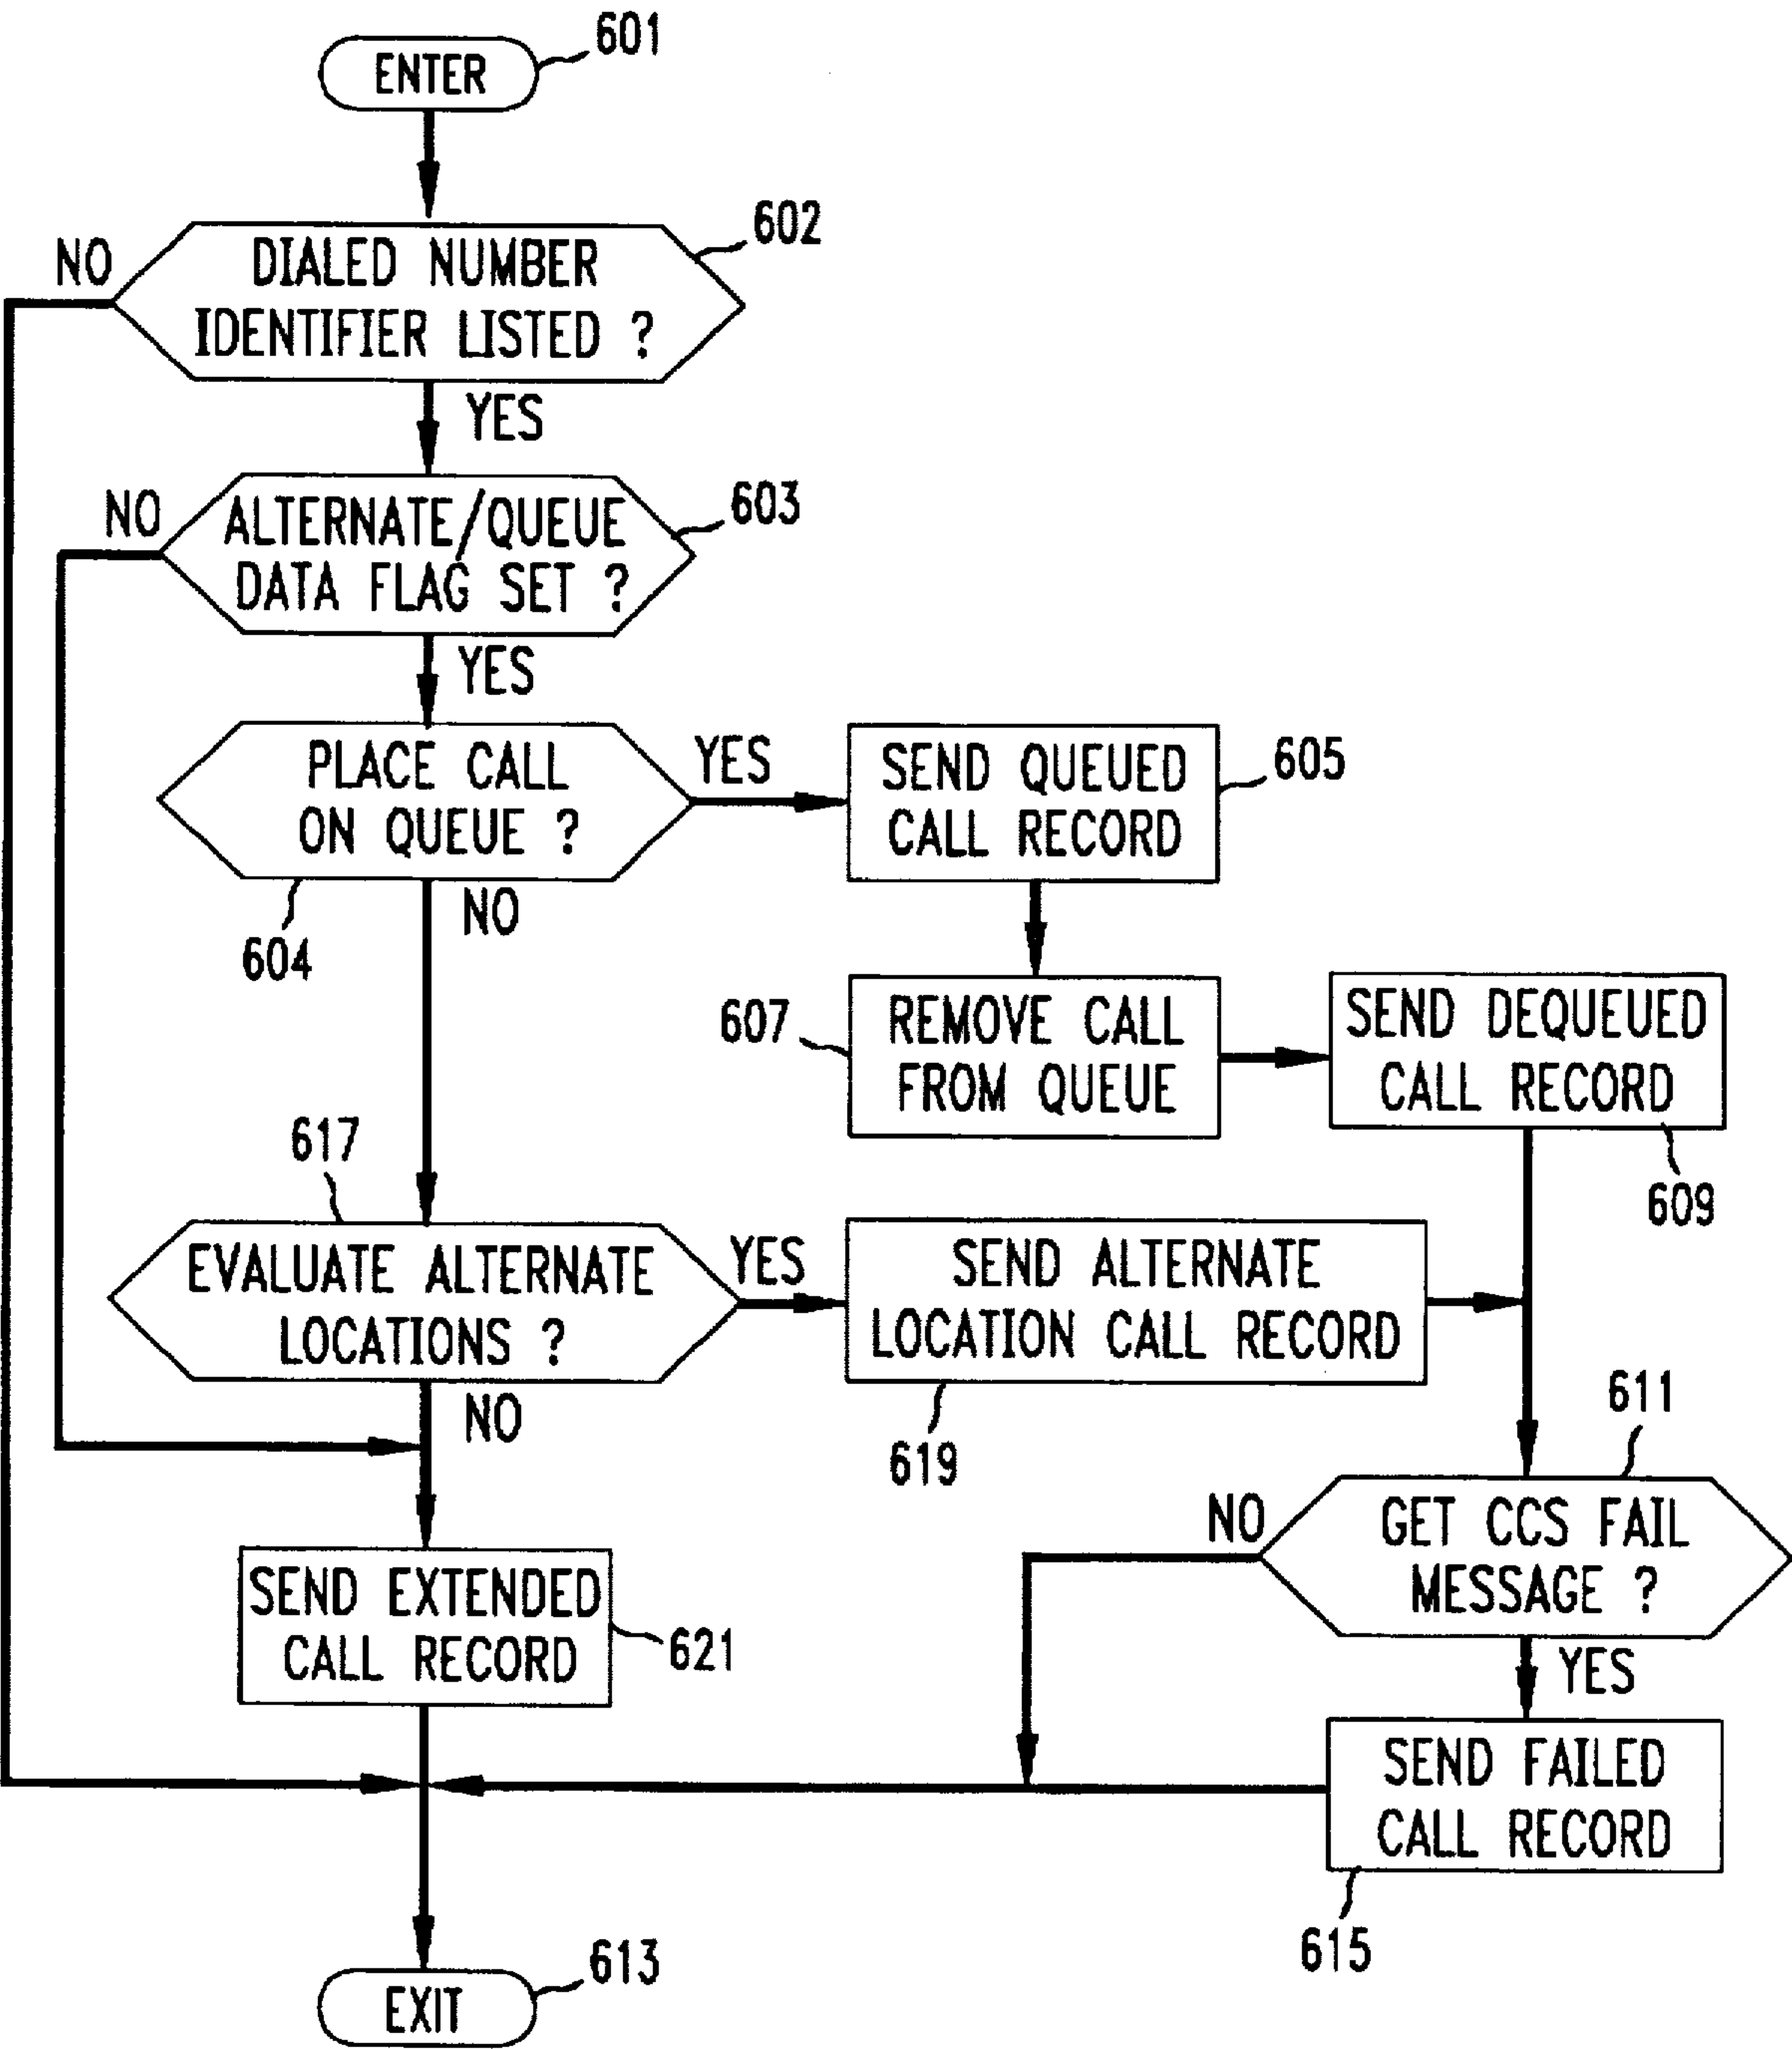 601
ENTER
602
NO
DIALED NUMBER
IDENTIFIER LISTED ?
YES
603
NO
ALTERNATE/QUEUE
DATA FLAG SET ?
YES
PLACE CALL
ON QUEUE ?
604
YES
NO
SEND QUEUED
CALL RECORD
605
607
REMOVE CALL
FROM QUEUE
SEND DEQUEUED
CALL RECORD
609
617
EVALUATE ALTERNATE
LOCATIONS ?
YES
NO
SEND ALTERNATE
LOCATION CALL RECORD
619
611
NO
GET CCS FAIL
MESSAGE ?
YES
SEND EXTENDED
CALL RECORD
621
SEND FAILED
CALL RECORD
615
613
EXIT